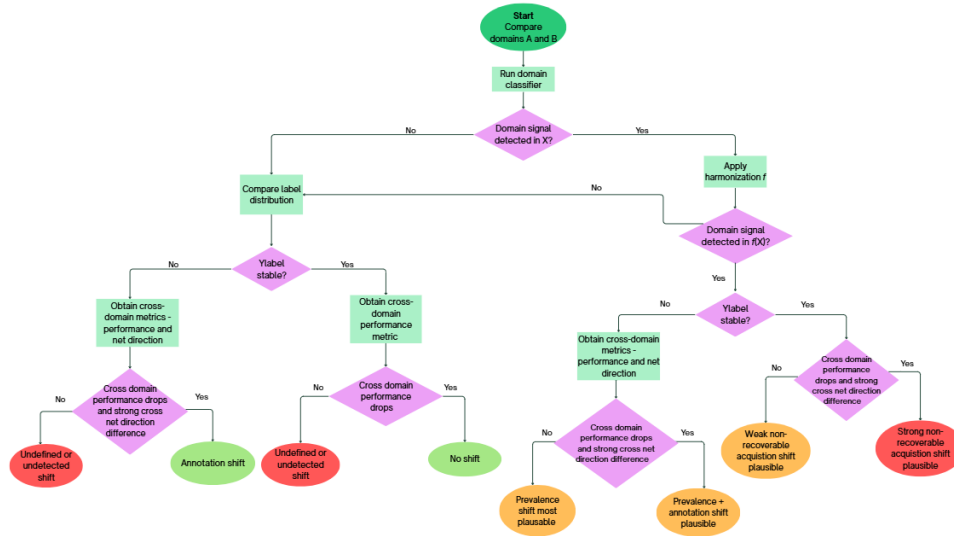 Start
Compare
domains A and B
Run domain
classifier
Domain signal
detected in X?
No
Yes
Apply
harmonization f
Compare label
distribution
No
Domain signal
detected in f(X)?
Yes
Ylabel
stable?
No
Yes
Obtain cross-
domain metrics -
performance and
net direction
Obtain cross-
domain
performance
metric
Cross domain
performance drops
and strong cross
net direction
difference
No
Yes
Cross domain
performance
drops
No
Yes
Undefined or
undetected
shift
Annotation shift
Undefined or
undetected
shift
No shift
Ylabel
stable?
No
Yes
Obtain cross-domain
metrics -
performance and net
direction
Cross domain
performance
drops and strong
cross net direction
difference
No
Yes
Cross domain
performance drops
and strong cross net
direction difference
No
Yes
Weak non-
recoverable
acquistion shift
plausible
Strong non-
recoverable
acquistion shift
plausible
Prevalence
shift most
plausable
Prevalence +
annotation shift
plausible